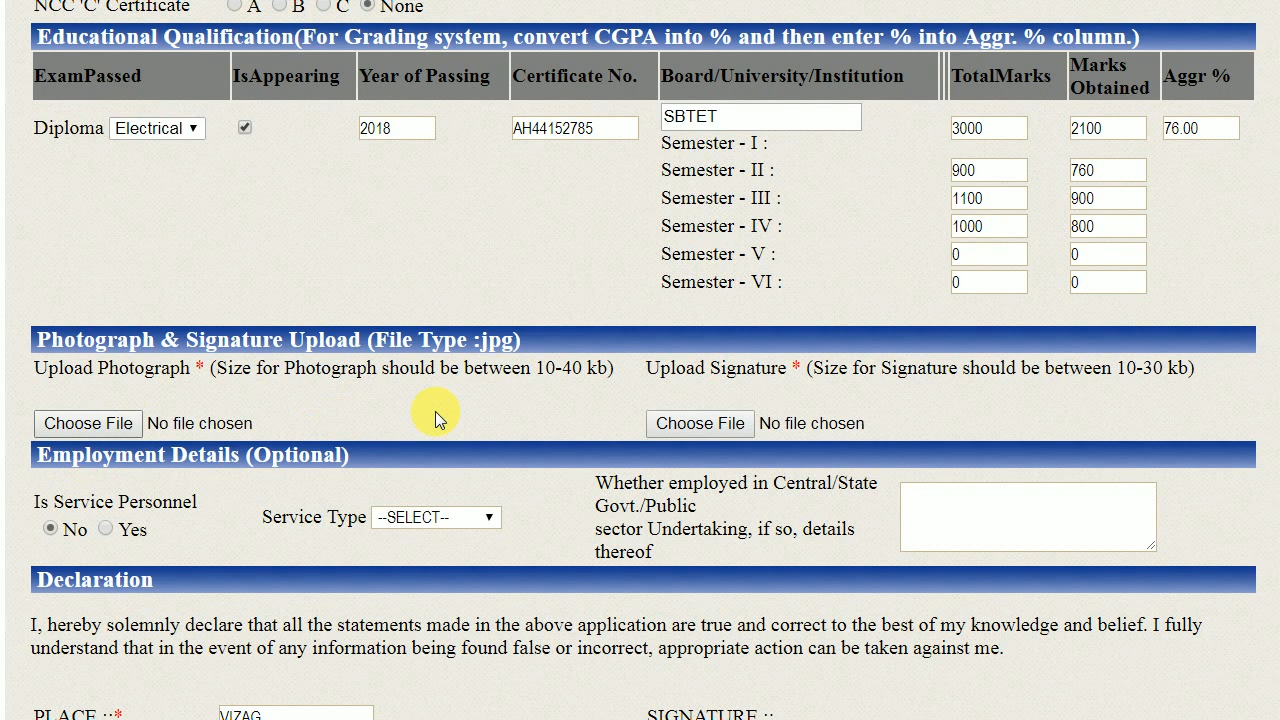 NCC 'C' Certificate A B C None
Educational Qualification(For Grading system, convert CGPA into % and then enter % into Aggr. % column.)
ExamPassed IsAppearing Year of Passing Certificate No. Board/University/Institution TotalMarks Marks Obtained Aggr %
Diploma Electrical 2018 AH44152785 SBTET
Semester - I : 3000 2100 76.00
Semester - II : 900 760
Semester - III : 1100 900
Semester - IV : 1000 800
Semester - V : 0 0
Semester - VI : 0 0
Photograph & Signature Upload (File Type :jpg)
Upload Photograph * (Size for Photograph should be between 10-40 kb) Upload Signature * (Size for Signature should be between 10-30 kb)
Choose File No file chosen Choose File No file chosen
Employment Details (Optional)
Is Service Personnel
No Yes
Service Type --SELECT--
Whether employed in Central/State
Govt./Public
sector Undertaking, if so, details
thereof
Declaration
I, hereby solemnly declare that all the statements made in the above application are true and correct to the best of my knowledge and belief. I fully
understand that in the event of any information being found false or incorrect, appropriate action can be taken against me.
PLACE ::* VIZAG SIGNATURE ::